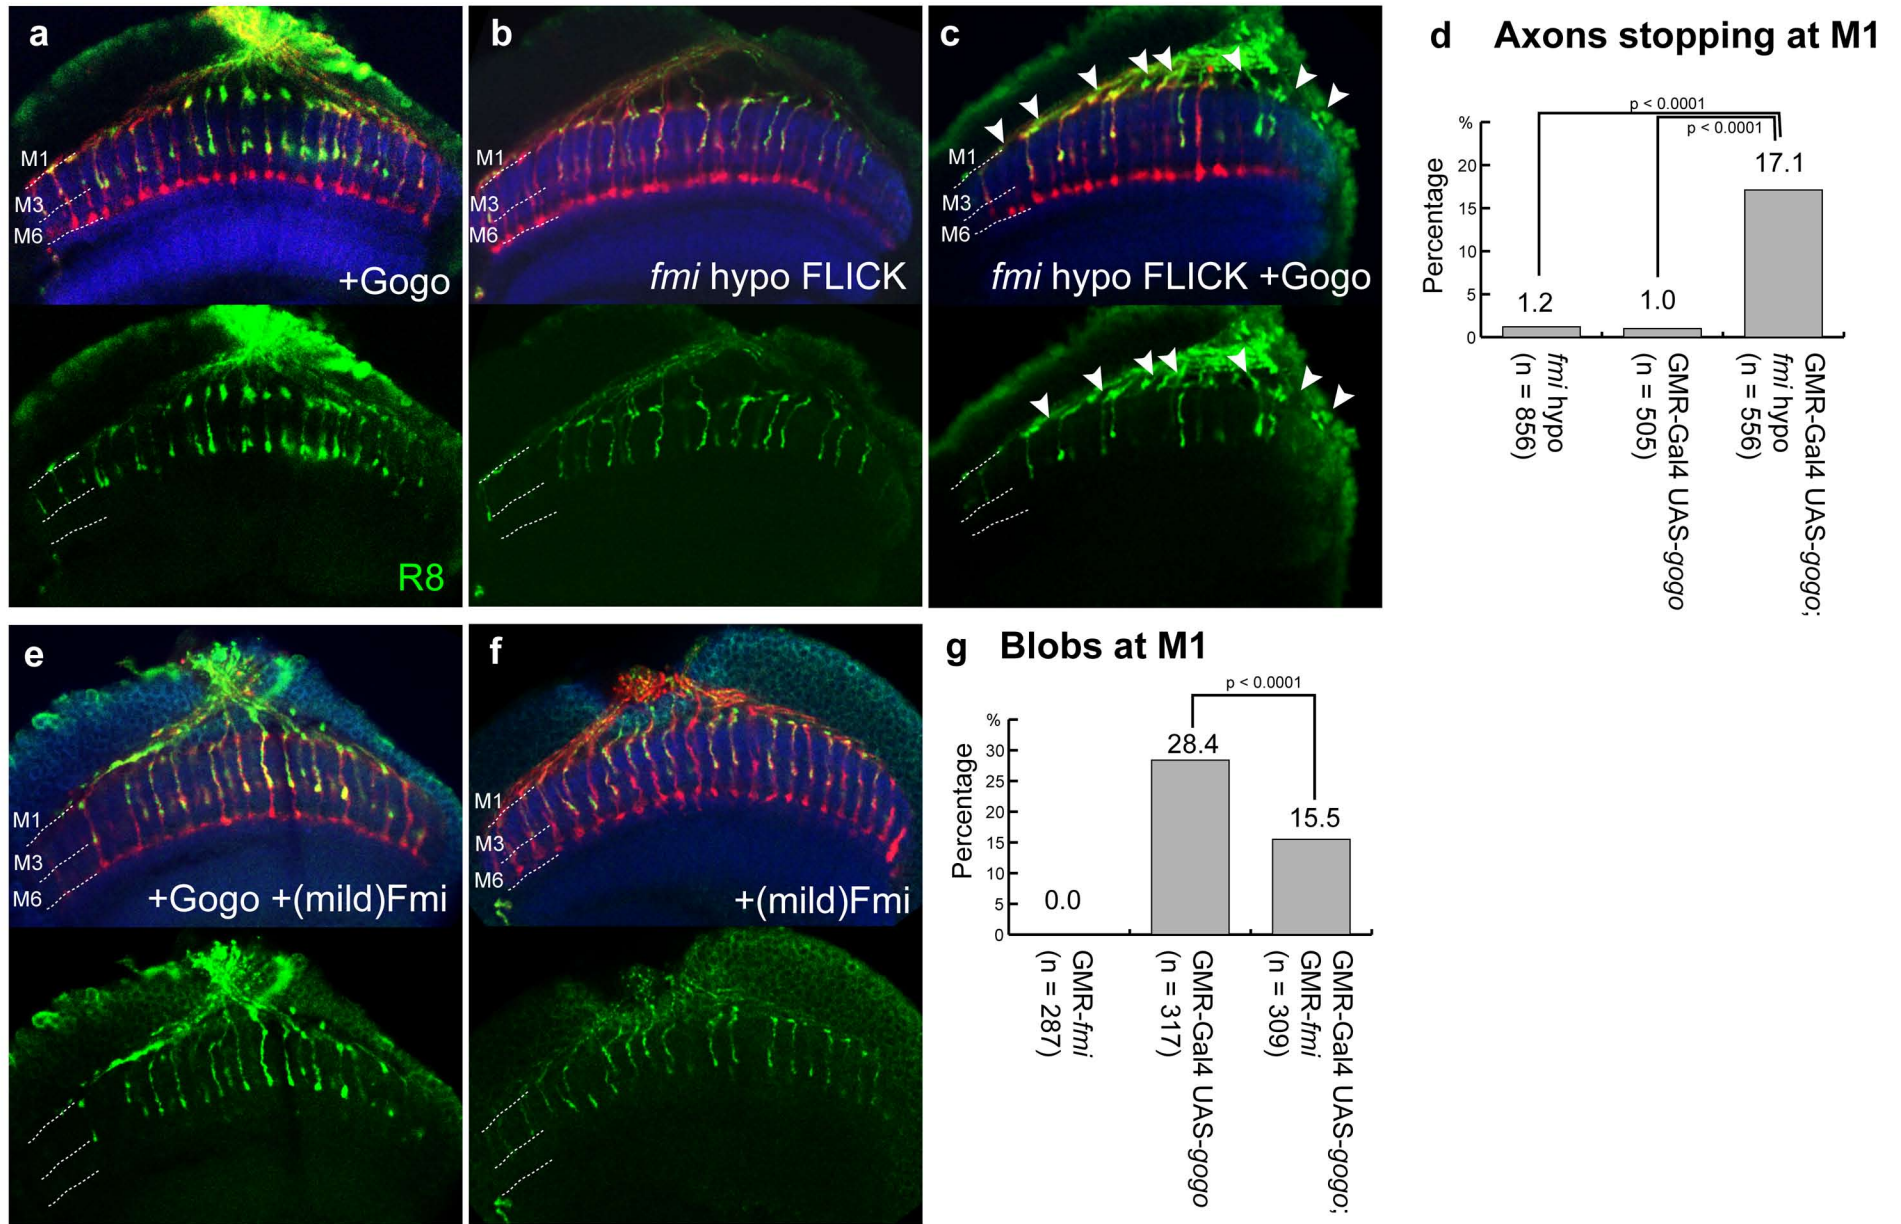 a
M1
M3
M6
+Gogo
R8
b
M1
M3
M6
fmi hypo FLICK
c
M1
M3
M6
fmi hypo FLICK +Gogo
d Axons stopping at M1
p < 0.0001
p < 0.0001
%
20
15
10
5
0
Percentage
1.2
1.0
17.1
fmi hypo
(n = 856)
GMR-Gal4 UAS-gogo
(n = 505)
GMR-Gal4 UAS-gogo;
fmi hypo
(n = 556)
e
M1
M3
M6
+Gogo +(mild)Fmi
f
M1
M3
M6
+(mild)Fmi
g Blobs at M1
p < 0.0001
%
30
25
20
15
10
5
0
Percentage
0.0
28.4
15.5
GMR-fmi
(n = 287)
GMR-Gal4 UAS-gogo
(n = 317)
GMR-Gal4 UAS-gogo;
GMR-fmi
(n = 309)